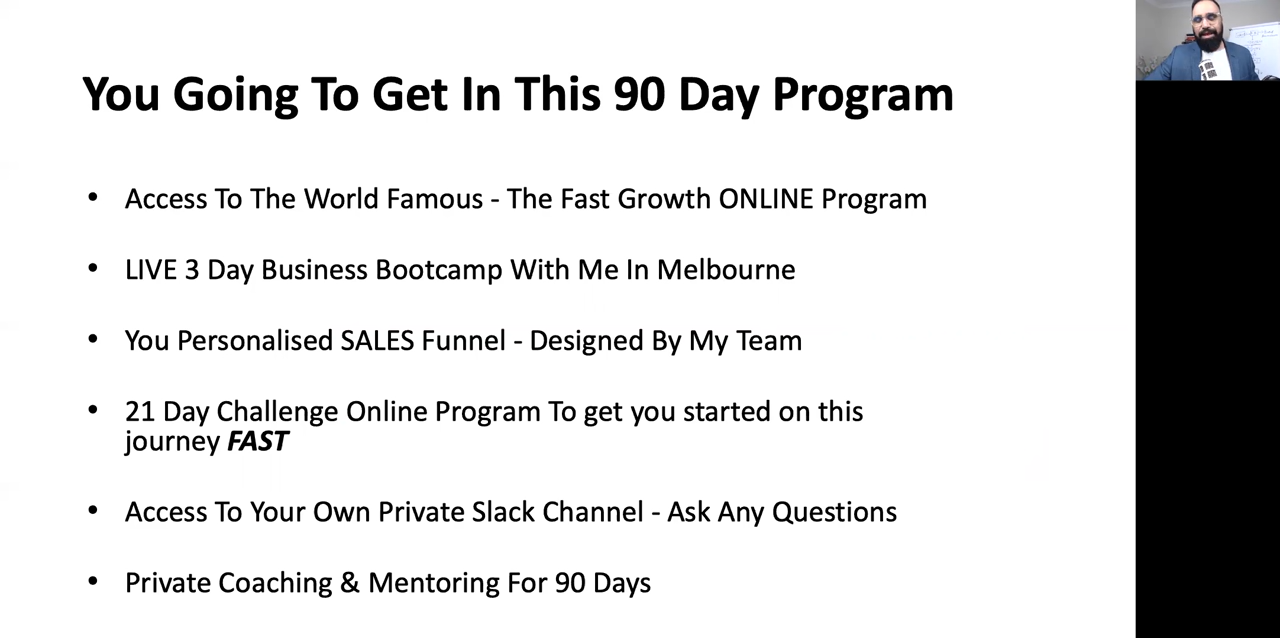 You Going To Get In This 90 Day Program
• Access To The World Famous - The Fast Growth ONLINE Program
• LIVE 3 Day Business Bootcamp With Me In Melbourne
• You Personalised SALES Funnel - Designed By My Team
• 21 Day Challenge Online Program To get you started on this
journey FAST
• Access To Your Own Private Slack Channel - Ask Any Questions
• Private Coaching & Mentoring For 90 Days